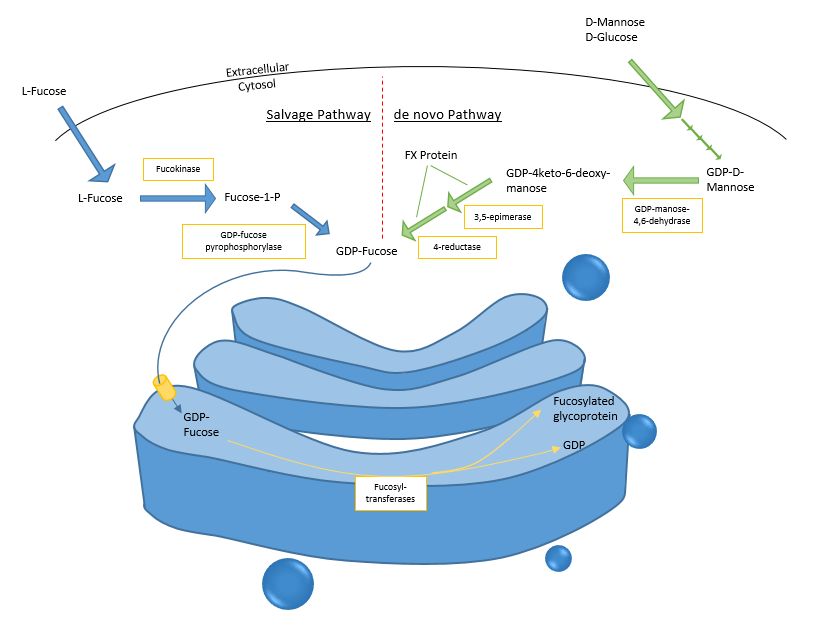 D-Mannose
D-Glucose
Extracellular
Cytosol
L-Fucose
Salvage Pathway
de novo Pathway
FX Protein
Fucokinase
GDP-4keto-6-deoxy-
manose
GDP-D-
Mannose
L-Fucose
Fucose-1-P
3,5-epimerase
GDP-manose-
4,6-dehydrase
GDP-fucose
pyrophosphorylase
GDP-Fucose
4-reductase
GDP-
Fucose
Fucosylated
glycoprotein
GDP
Fucosyl-
transferases